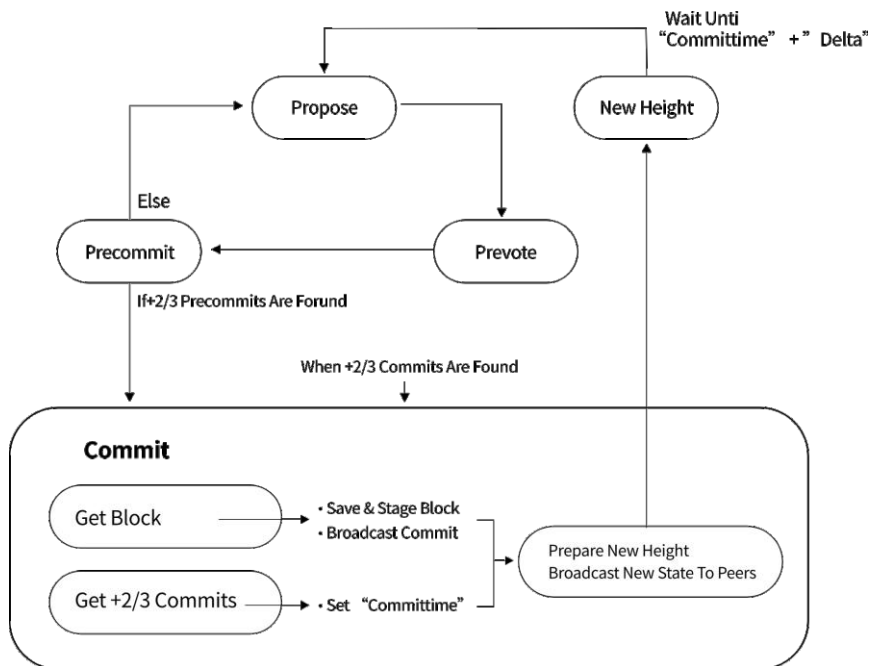 Wait Unti
“Committime” +” Delta”
Propose
New Height
Else
Precommit
Prevote
If+2/3 Precommits Are Forund
When +2/3 Commits Are Found
Commit
Get Block
· Save & Stage Block
· Broadcast Commit
Prepare New Height
Broadcast New State To Peers
Get +2/3 Commits
· Set “Committime”